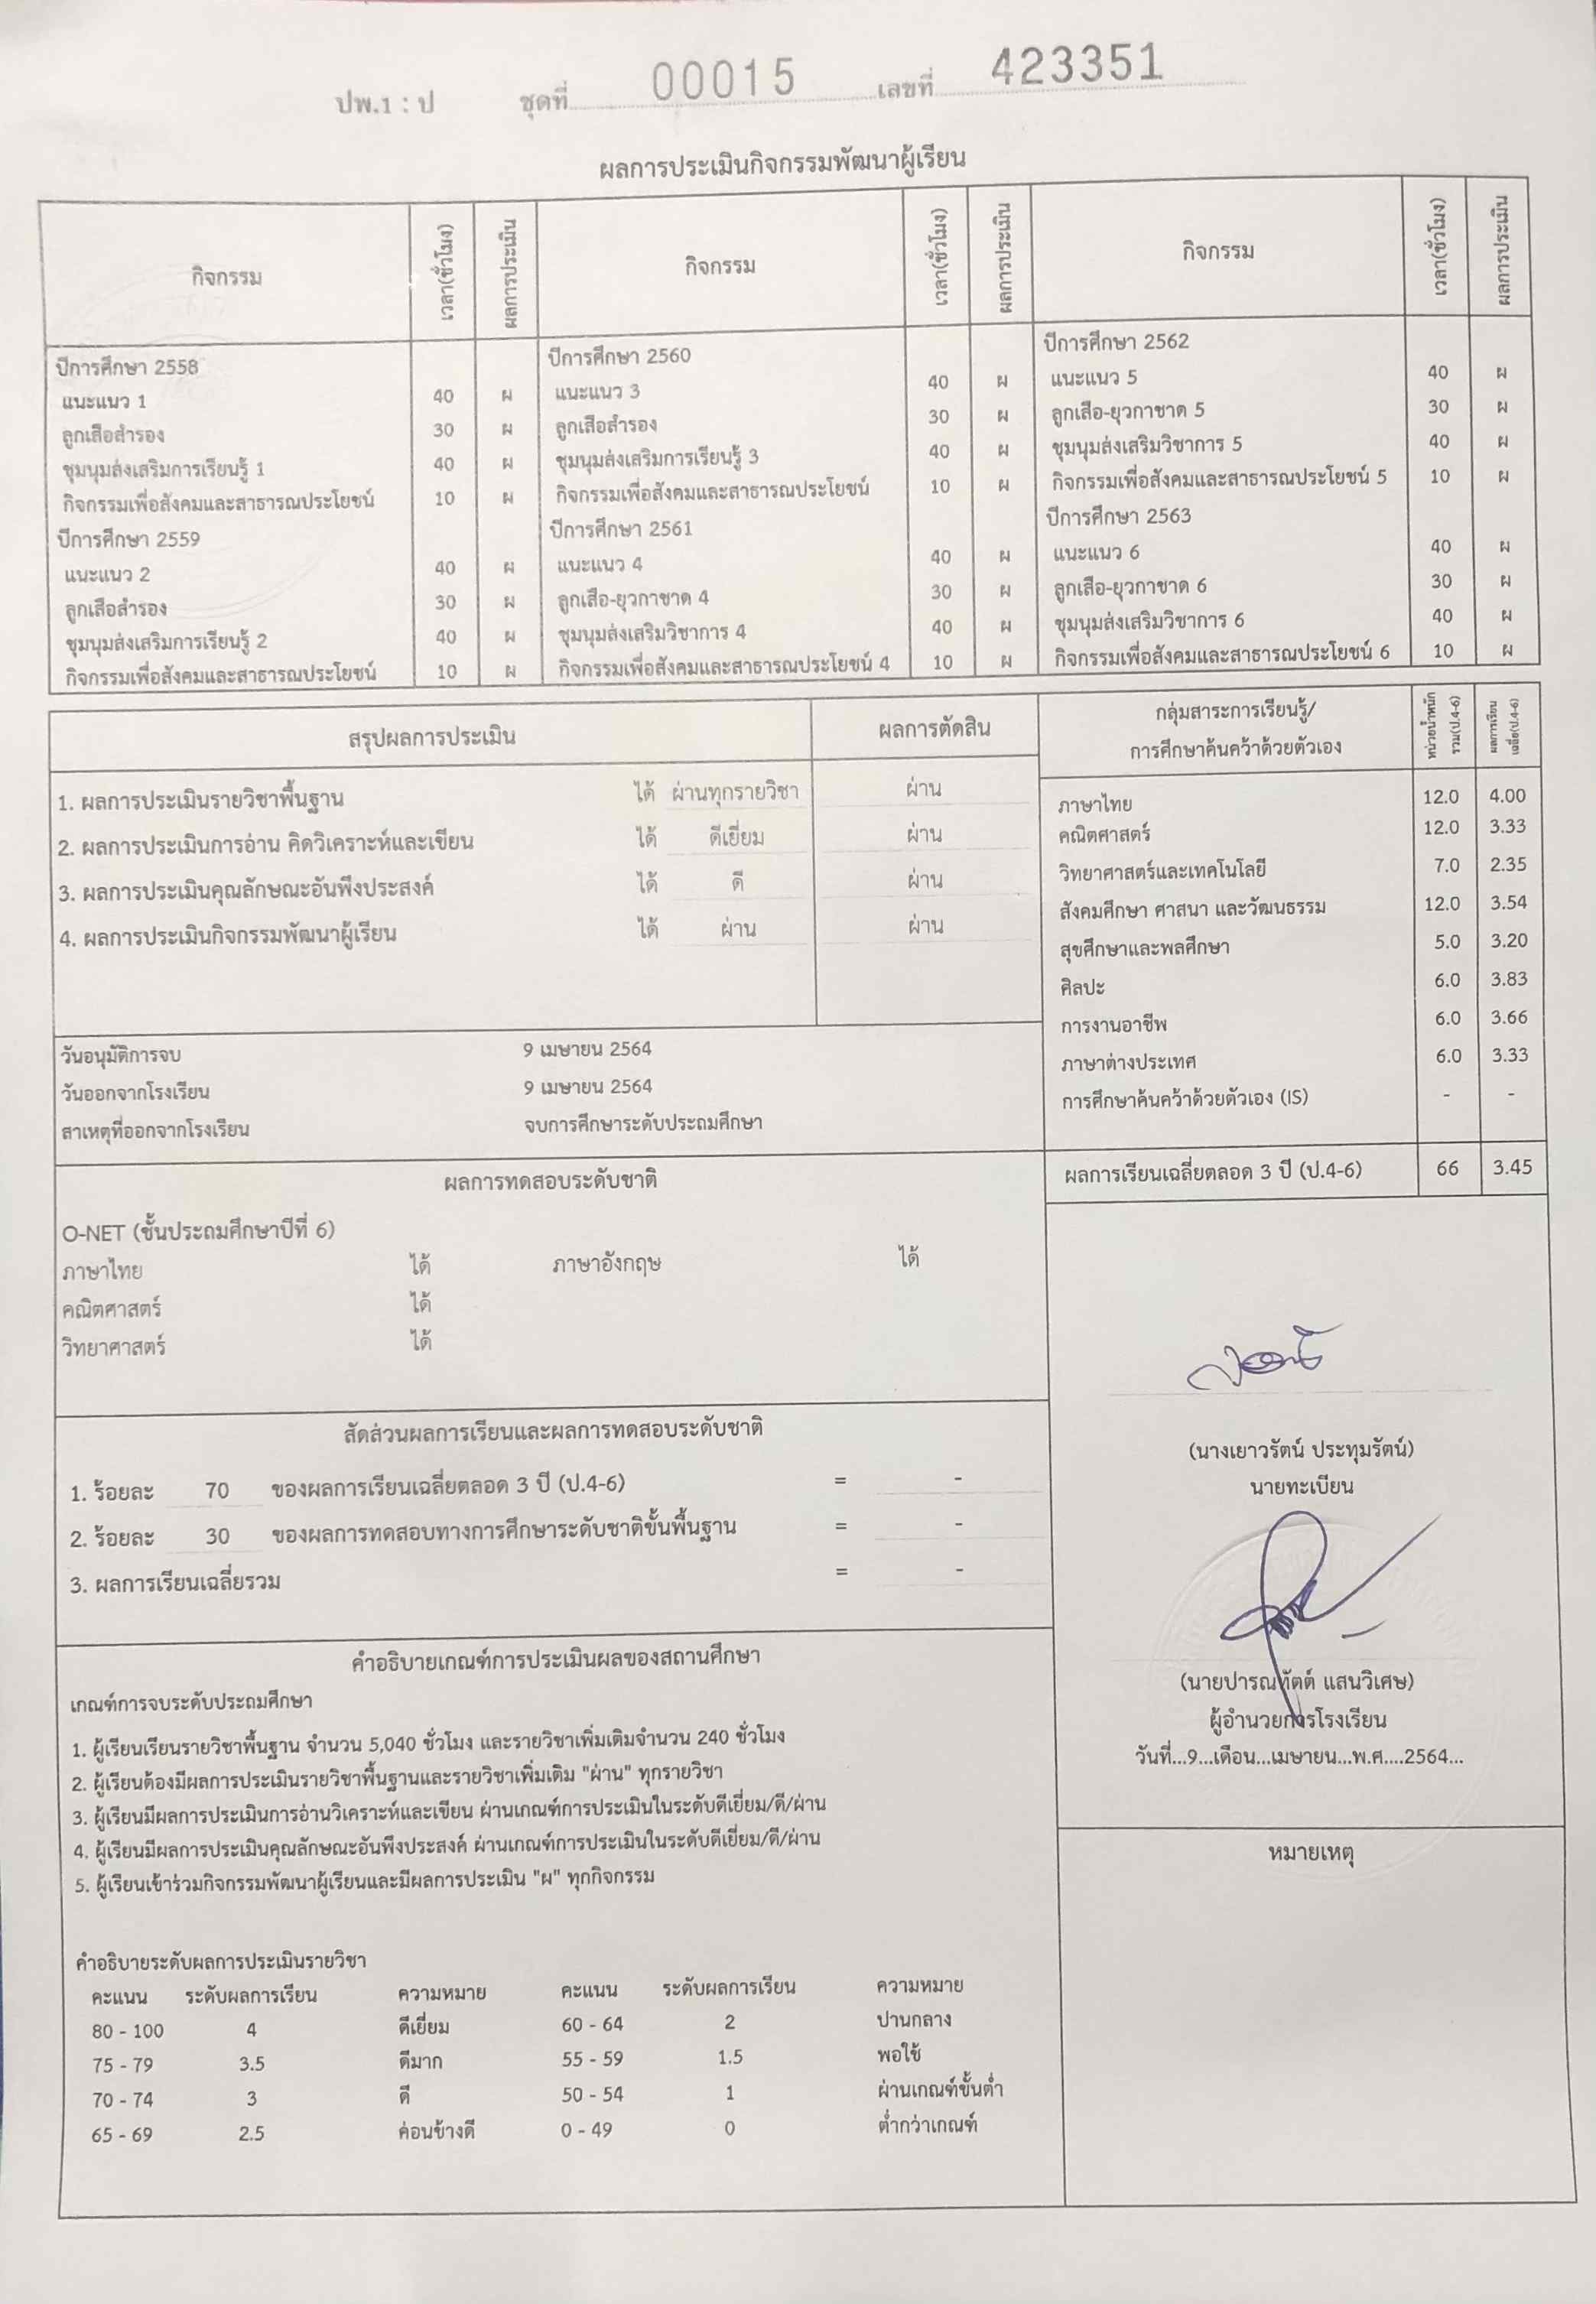 ปพ.1 : ป ชุดที่ 00015 เลขที่ 423351
ผลการประเมินกิจกรรมพัฒนาผู้เรียน
กิจกรรม เวลา(ชั่วโมง) ผลการประเมิน กิจกรรม เวลา(ชั่วโมง) ผลการประเมิน กิจกรรม เวลา(ชั่วโมง) ผลการประเมิน
ปีการศึกษา 2558 ปีการศึกษา 2560 ปีการศึกษา 2562
แนะแนว 1 40 ผ แนะแนว 3 40 ผ แนะแนว 5 40 ผ
ลูกเสือสำรอง 30 ผ ลูกเสือสำรอง 30 ผ ลูกเสือ-ยุวกาชาด 5 30 ผ
ชุมนุมส่งเสริมการเรียนรู้ 1 40 ผ ชุมนุมส่งเสริมการเรียนรู้ 3 40 ผ ชุมนุมส่งเสริมวิชาการ 5 40 ผ
กิจกรรมเพื่อสังคมและสาธารณประโยชน์ 10 ผ กิจกรรมเพื่อสังคมและสาธารณประโยชน์ 10 ผ กิจกรรมเพื่อสังคมและสาธารณประโยชน์ 5 10 ผ
ปีการศึกษา 2559 ปีการศึกษา 2561 ปีการศึกษา 2563
แนะแนว 2 40 ผ แนะแนว 4 40 ผ แนะแนว 6 40 ผ
ลูกเสือสำรอง 30 ผ ลูกเสือ-ยุวกาชาด 4 30 ผ ลูกเสือ-ยุวกาชาด 6 30 ผ
ชุมนุมส่งเสริมการเรียนรู้ 2 40 ผ ชุมนุมส่งเสริมวิชาการ 4 40 ผ ชุมนุมส่งเสริมวิชาการ 6 40 ผ
กิจกรรมเพื่อสังคมและสาธารณประโยชน์ 10 ผ กิจกรรมเพื่อสังคมและสาธารณประโยชน์ 4 10 ผ กิจกรรมเพื่อสังคมและสาธารณประโยชน์ 6 10 ผ
สรุปผลการประเมิน ผลการตัดสิน
1. ผลการประเมินรายวิชาพื้นฐาน ได้ ผ่านทุกรายวิชา ผ่าน
2. ผลการประเมินการอ่าน คิดวิเคราะห์และเขียน ได้ ดีเยี่ยม ผ่าน
3. ผลการประเมินคุณลักษณะอันพึงประสงค์ ได้ ดี ผ่าน
4. ผลการประเมินกิจกรรมพัฒนาผู้เรียน ได้ ผ่าน ผ่าน
วันอนุมัติการจบ 9 เมษายน 2564
วันออกจากโรงเรียน 9 เมษายน 2564
สาเหตุที่ออกจากโรงเรียน จบการศึกษาระดับประถมศึกษา
กลุ่มสาระการเรียนรู้/
การศึกษาค้นคว้าด้วยตัวเอง
หน่วยน้ำหนัก
รวม(ป.4-6)
ผลการเรียน
เฉลี่ย(ป.4-6)
ภาษาไทย 12.0 4.00
คณิตศาสตร์ 12.0 3.33
วิทยาศาสตร์และเทคโนโลยี 7.0 2.35
สังคมศึกษา ศาสนา และวัฒนธรรม 12.0 3.54
สุขศึกษาและพลศึกษา 5.0 3.20
ศิลปะ 6.0 3.83
การงานอาชีพ 6.0 3.66
ภาษาต่างประเทศ 6.0 3.33
การศึกษาค้นคว้าด้วยตัวเอง (IS) - -
ผลการเรียนเฉลี่ยตลอด 3 ปี (ป.4-6) 66 3.45
ผลการทดสอบระดับชาติ
O-NET (ชั้นประถมศึกษาปีที่ 6)
ภาษาไทย ได้ ภาษาอังกฤษ ได้
คณิตศาสตร์ ได้
วิทยาศาสตร์ ได้
สัดส่วนผลการเรียนและผลการทดสอบระดับชาติ
1. ร้อยละ 70 ของผลการเรียนเฉลี่ยตลอด 3 ปี (ป.4-6) = -
2. ร้อยละ 30 ของผลการทดสอบทางการศึกษาระดับชาติขั้นพื้นฐาน = -
3. ผลการเรียนเฉลี่ยรวม = -
(นางเยาวรัตน์ ประทุมรัตน์)
นายทะเบียน
(นายปารณทัตต์ แสนวิเศษ)
ผู้อำนวยการโรงเรียน
วันที่...9...เดือน...เมษายน...พ.ศ....2564...
คำอธิบายเกณฑ์การประเมินผลของสถานศึกษา
เกณฑ์การจบระดับประถมศึกษา
1. ผู้เรียนเรียนรายวิชาพื้นฐาน จำนวน 5,040 ชั่วโมง และรายวิชาเพิ่มเติมจำนวน 240 ชั่วโมง
2. ผู้เรียนต้องมีผลการประเมินรายวิชาพื้นฐานและรายวิชาเพิ่มเติม "ผ่าน" ทุกรายวิชา
3. ผู้เรียนมีผลการประเมินการอ่านวิเคราะห์และเขียน ผ่านเกณฑ์การประเมินในระดับดีเยี่ยม/ดี/ผ่าน
4. ผู้เรียนมีผลการประเมินคุณลักษณะอันพึงประสงค์ ผ่านเกณฑ์การประเมินในระดับดีเยี่ยม/ดี/ผ่าน
5. ผู้เรียนเข้าร่วมกิจกรรมพัฒนาผู้เรียนและมีผลการประเมิน "ผ" ทุกกิจกรรม
หมายเหตุ
คำอธิบายระดับผลการประเมินรายวิชา
คะแนน ระดับผลการเรียน ความหมาย คะแนน ระดับผลการเรียน ความหมาย
80 - 100 4 ดีเยี่ยม 60 - 64 2 ปานกลาง
75 - 79 3.5 ดีมาก 55 - 59 1.5 พอใช้
70 - 74 3 ดี 50 - 54 1 ผ่านเกณฑ์ขั้นต่ำ
65 - 69 2.5 ค่อนข้างดี 0 - 49 0 ต่ำกว่าเกณฑ์